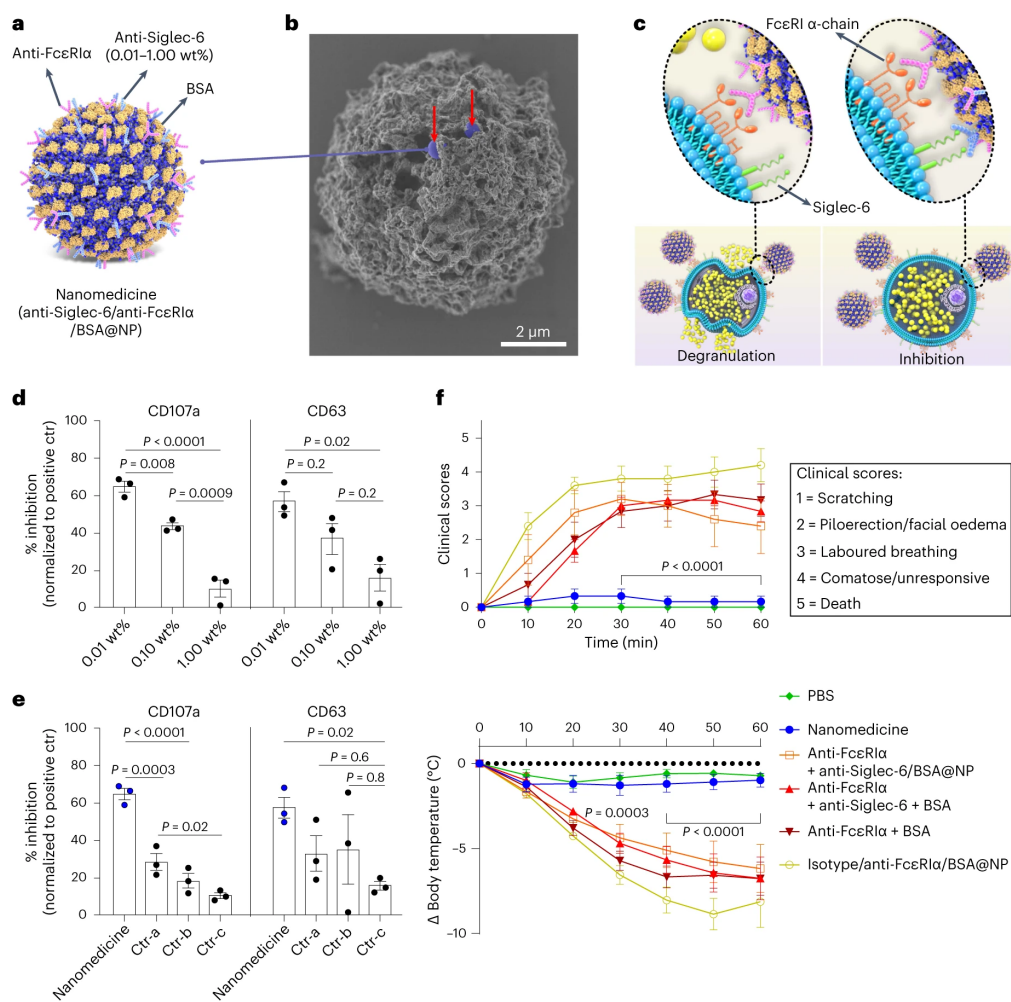 a
Anti-FcεRIα
Anti-Siglec-6
(0.01–1.00 wt%)
BSA
Nanomedicine
(anti-Siglec-6/anti-FcεRIα
/BSA@NP)
b
2 μm
c
FcεRI α-chain
Siglec-6
Degranulation
Inhibition
d
CD107a
CD63
% inhibition
(normalized to positive ctr)
100
80
60
40
20
0
P < 0.0001
P = 0.008
P = 0.0009
P = 0.02
P = 0.2
P = 0.2
0.01 wt%
0.10 wt%
1.00 wt%
0.01 wt%
0.10 wt%
1.00 wt%
e
CD107a
CD63
% inhibition
(normalized to positive ctr)
100
80
60
40
20
0
P < 0.0001
P = 0.0003
P = 0.02
P = 0.02
P = 0.6
P = 0.8
Nanomedicine
Ctr-a
Ctr-b
Ctr-c
Nanomedicine
Ctr-a
Ctr-b
Ctr-c
f
Clinical scores
5
4
3
2
1
0
P < 0.0001
0 10 20 30 40 50 60
Time (min)
Clinical scores:
1 = Scratching
2 = Piloerection/facial oedema
3 = Laboured breathing
4 = Comatose/unresponsive
5 = Death
0 10 20 30 40 50 60
Δ Body temperature (°C)
0
−5
−10
P = 0.0003
P < 0.0001
PBS
Nanomedicine
Anti-FcεRIα
+ anti-Siglec-6/BSA@NP
Anti-FcεRIα
+ anti-Siglec-6 + BSA
Anti-FcεRIα + BSA
Isotype/anti-FcεRIα/BSA@NP